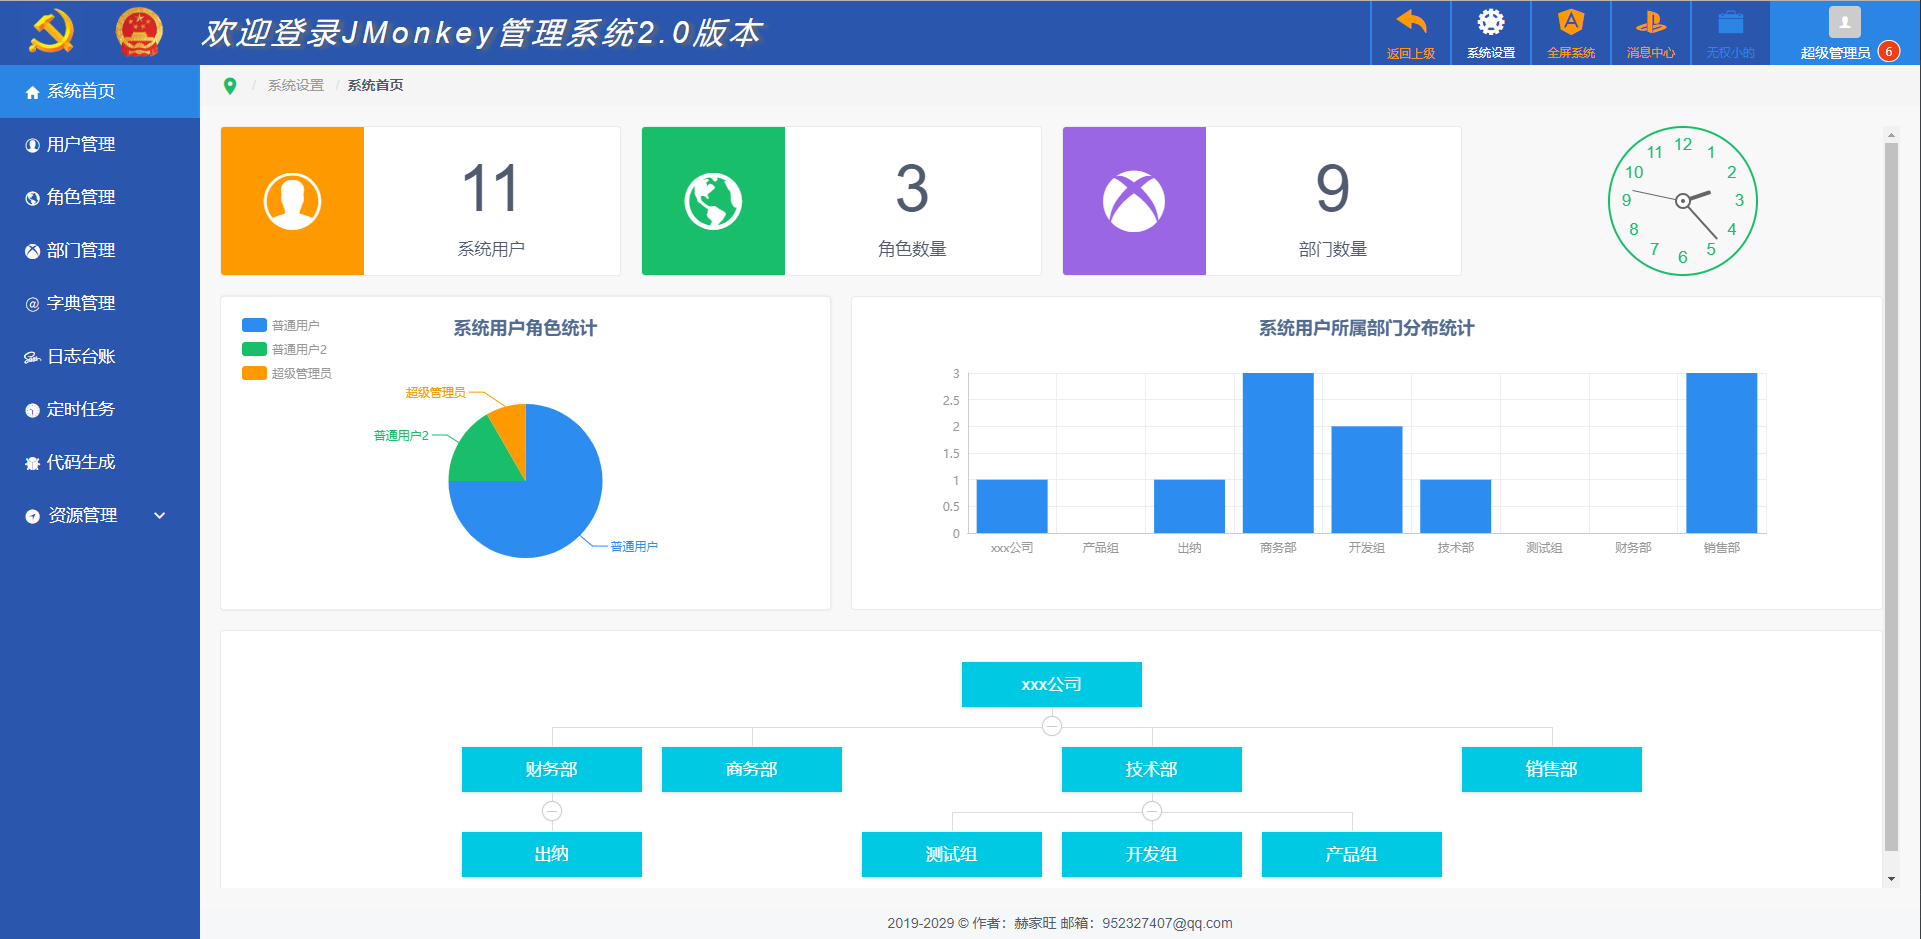 欢迎登录JMonkey管理系统2.0版本
返回上级
系统设置
全屏系统
消息中心
无权小的
超级管理员 6
系统首页
用户管理
角色管理
部门管理
字典管理
日志台账
定时任务
代码生成
资源管理
/ 系统设置 / 系统首页
11
系统用户
3
角色数量
9
部门数量
12
1
2
3
4
5
6
7
8
9
10
11
系统用户角色统计
普通用户
普通用户2
超级管理员
超级管理员
普通用户2
普通用户
系统用户所属部门分布统计
3
2.5
2
1.5
1
0.5
0
xxx公司 产品组 出纳 商务部 开发组 技术部 测试组 财务部 销售部
xxx公司
财务部 商务部 技术部 销售部
出纳 测试组 开发组 产品组
2019-2029 © 作者：赫家旺 邮箱：952327407@qq.com